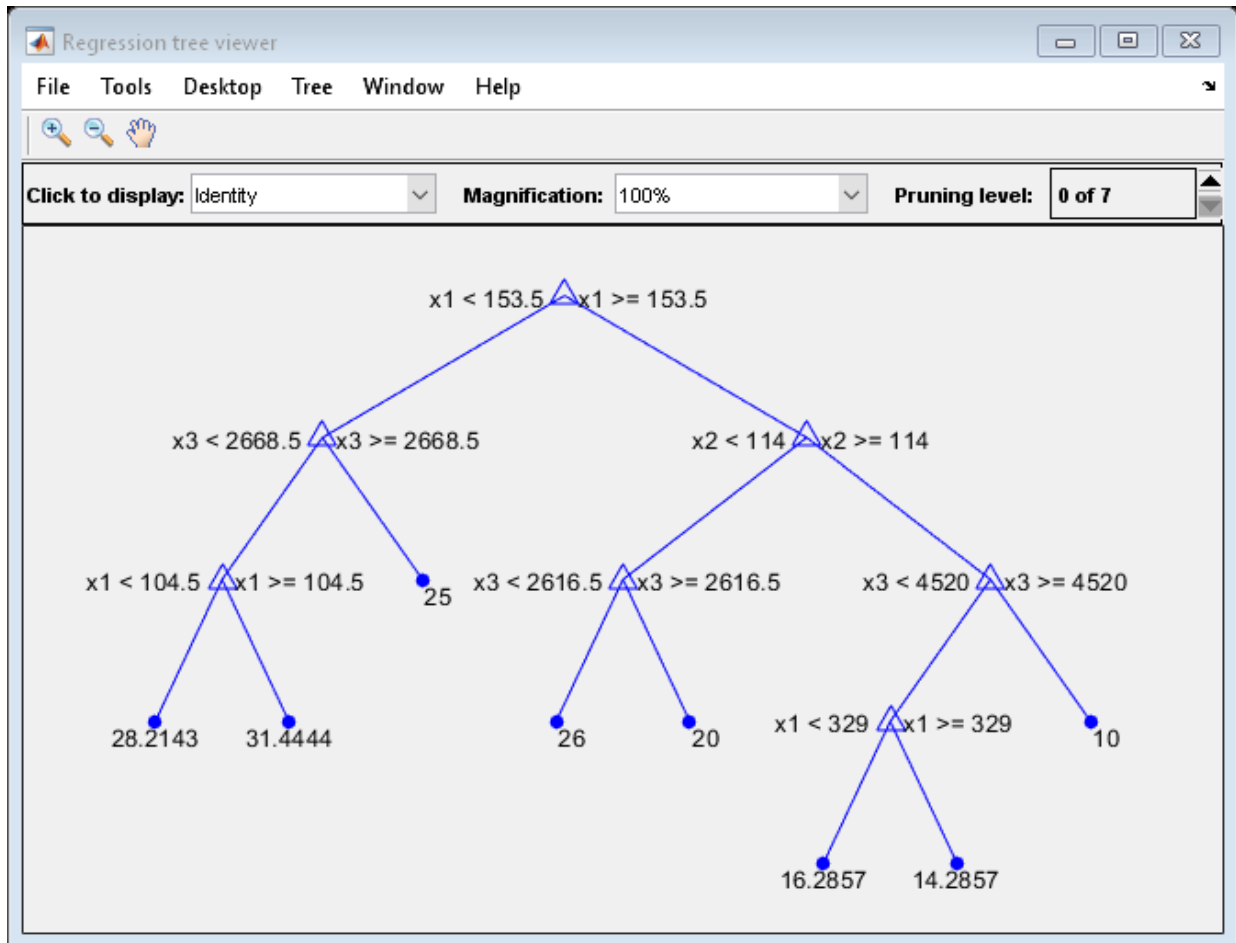 Regression tree viewer
File Tools Desktop Tree Window Help
Click to display: Identity Magnification: 100% Pruning level: 0 of 7
x1 < 153.5 x1 >= 153.5
x3 < 2668.5 x3 >= 2668.5 x2 < 114 x2 >= 114
x1 < 104.5 x1 >= 104.5 25 x3 < 2616.5 x3 >= 2616.5 x3 < 4520 x3 >= 4520
28.2143 31.4444 26 20 x1 < 329 x1 >= 329 10
16.2857 14.2857